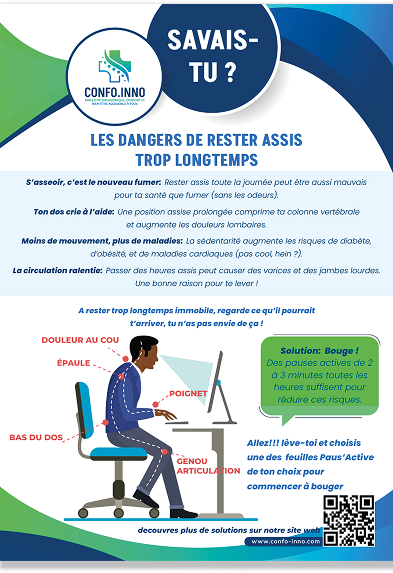 SAVAIS-
TU ?
CONFO.INNO
SIMPLICITÉ ERGONOMIQUE, CONFORT ET
BIEN-ÊTRE ACCESSIBLES À TOUS
LES DANGERS DE RESTER ASSIS
TROP LONGTEMPS
S'asseoir, c'est le nouveau fumer: Rester assis toute la journée peut être aussi mauvais
pour ta santé que fumer (sans les odeurs).
Ton dos crie à l'aide: Une position assise prolongée comprime ta colonne vertébrale
et augmente les douleurs lombaires.
Moins de mouvement, plus de maladies: La sédentarité augmente les risques de diabète,
d'obésité, et de maladies cardiaques (pas cool, hein ?).
La circulation ralentie: Passer des heures assis peut causer des varices et des jambes lourdes.
Une bonne raison pour te lever !
A rester trop longtemps immobile, regarde ce qu'il pourrait
t'arriver, tu n'as pas envie de ça !
DOULEUR AU COU
ÉPAULE
POIGNET
BAS DU DOS
GENOU
ARTICULATION
Solution: Bouge !
Des pauses actives de 2
à 3 minutes toutes les
heures suffisent pour
réduire ces risques.
Allez!!! lève-toi et choisis
une des feuilles Paus'Active
de ton choix pour
commencer à bouger
decouvres plus de solutions sur notre site web
www.confo-inno.com